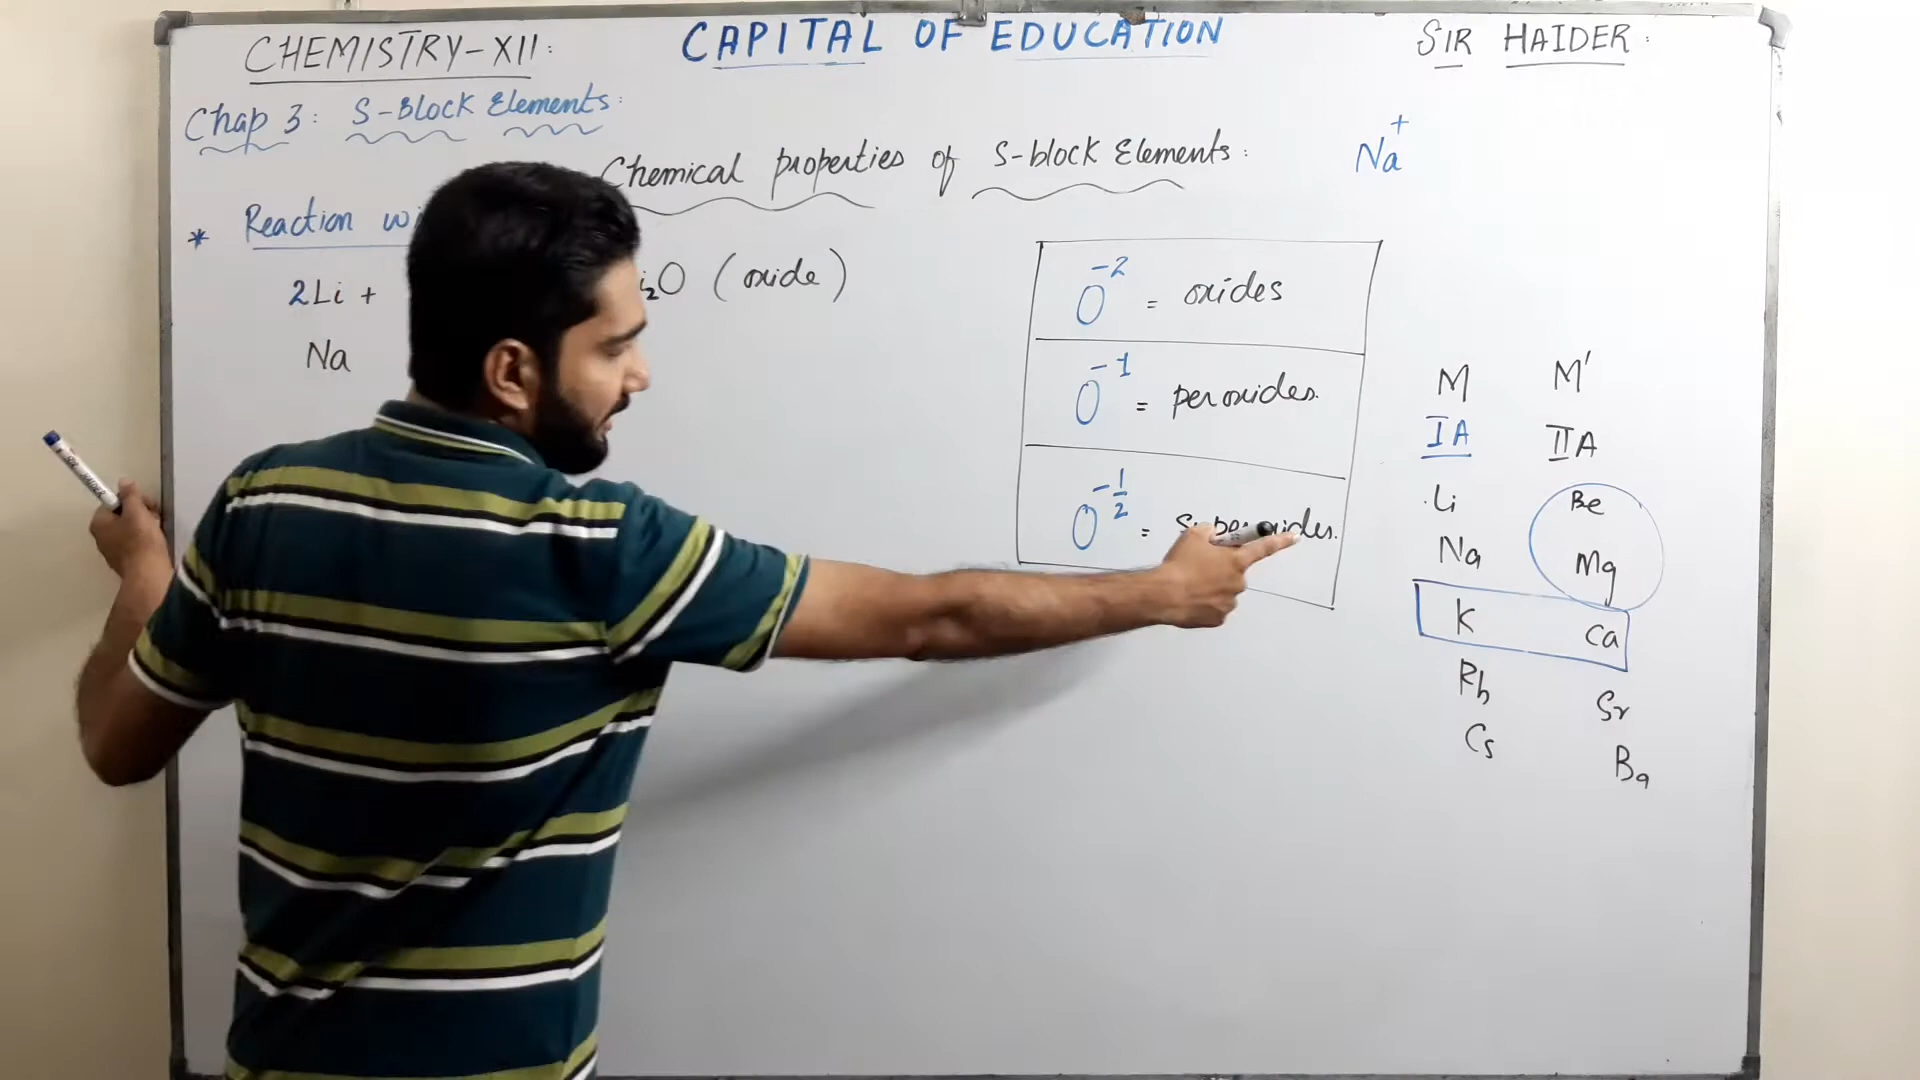 CHEMISTRY-XII:
CAPITAL OF EDUCATION
SIR HAIDER:
Chap 3: S-Block Elements:
Chemical properties of S-block Elements:
Na+
* Reaction
2Li +
₂O (oxide)
Na
O-2 = oxides
O-1 = peroxides.
O-1/2 =
M M'
IA IIA
Li Be
Na Mg
K Ca
Rb Sr
Cs Ba